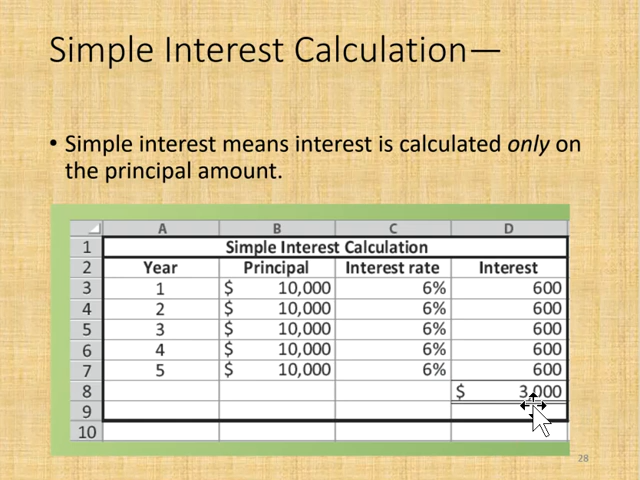 Simple Interest Calculation—
• Simple interest means interest is calculated only on
the principal amount.
A B C D
1 Simple Interest Calculation
2 Year Principal Interest rate Interest
3 1 $ 10,000 6% 600
4 2 $ 10,000 6% 600
5 3 $ 10,000 6% 600
6 4 $ 10,000 6% 600
7 5 $ 10,000 6% 600
8 $ 3,000
9
10
28